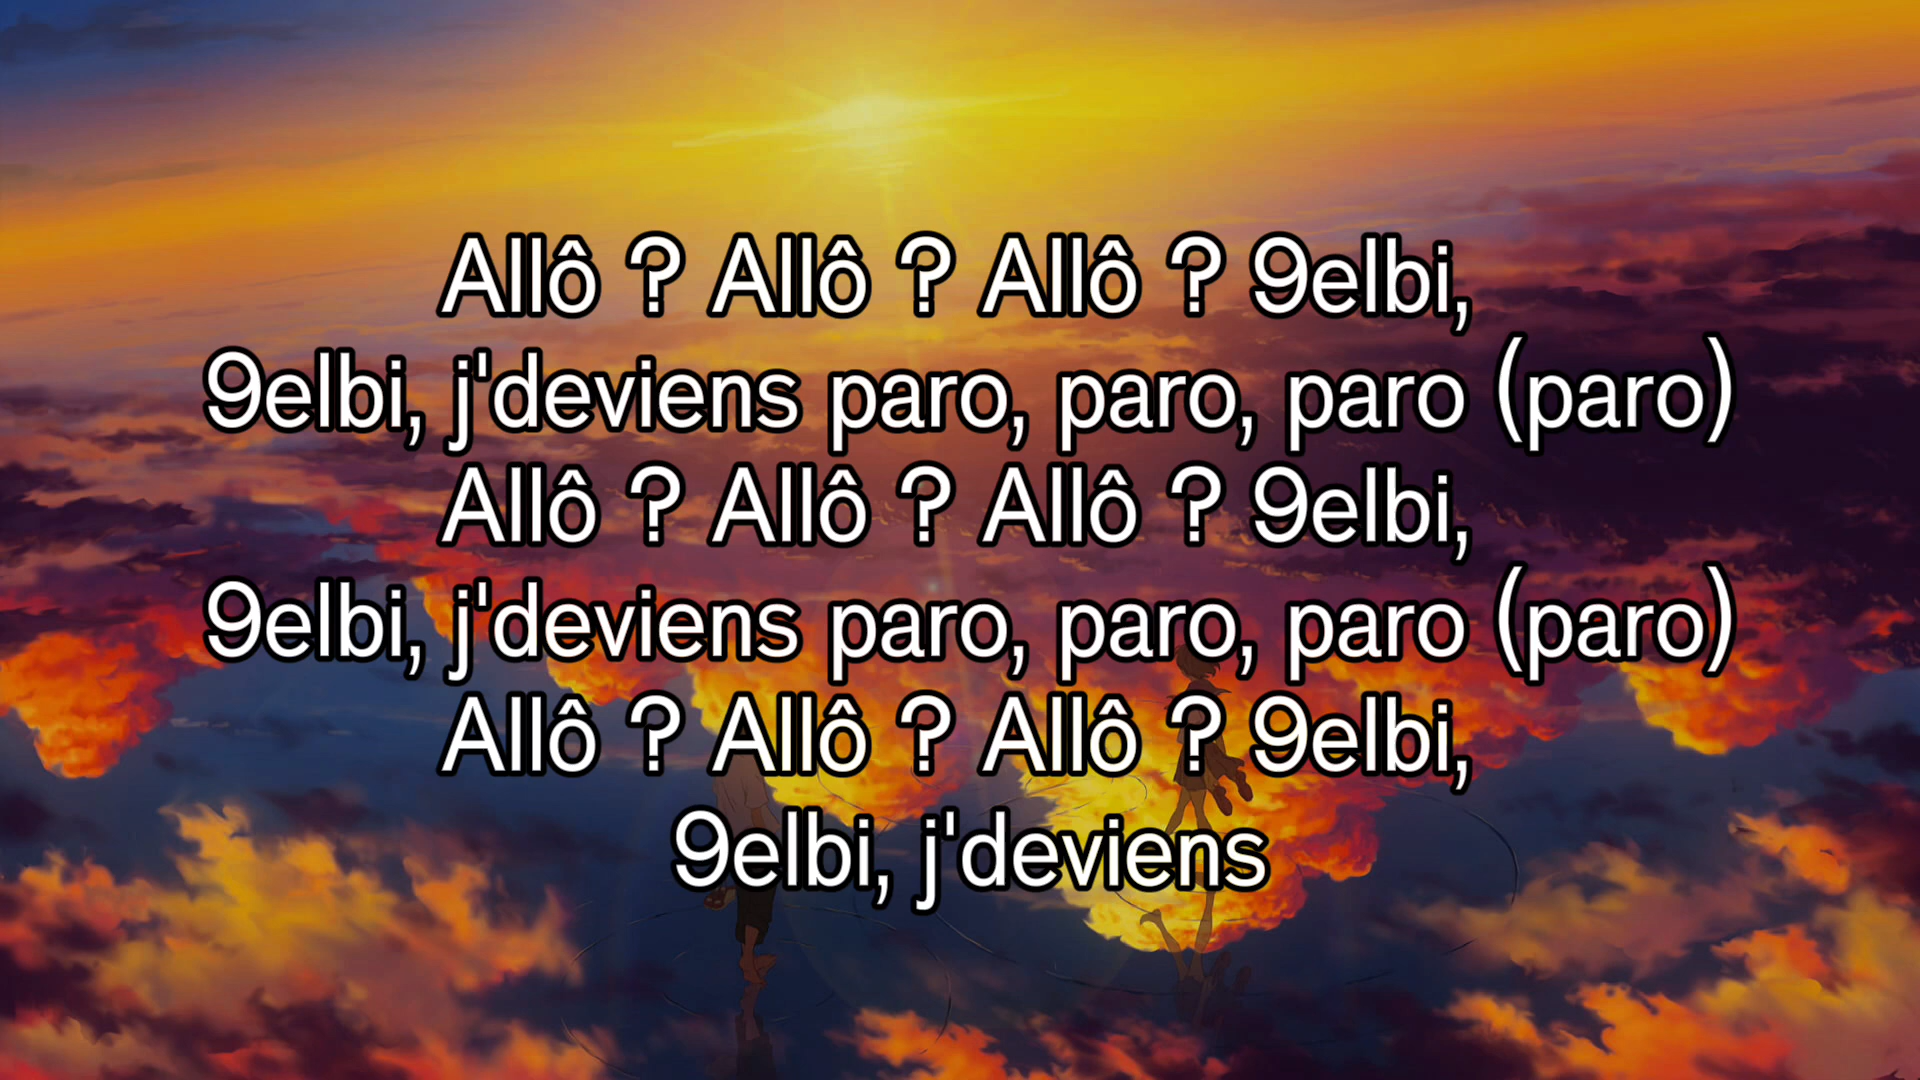 Allô ? Allô ? Allô ? 9elbi,
9elbi, j'deviens paro, paro, paro (paro)
Allô ? Allô ? Allô ? 9elbi,
9elbi, j'deviens paro, paro, paro (paro)
Allô ? Allô ? Allô ? 9elbi,
9elbi, j'deviens